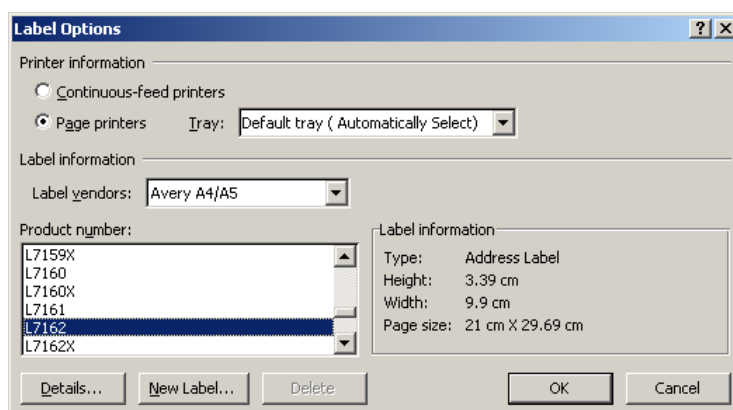 Label Options
Printer information
Continuous-feed printers
Page printers Tray: Default tray ( Automatically Select)
Label information
Label vendors: Avery A4/A5
Product number:
L7159X
L7160
L7160X
L7161
L7162
L7162X
Label information
Type: Address Label
Height: 3.39 cm
Width: 9.9 cm
Page size: 21 cm X 29.69 cm
Details... New Label... Delete OK Cancel